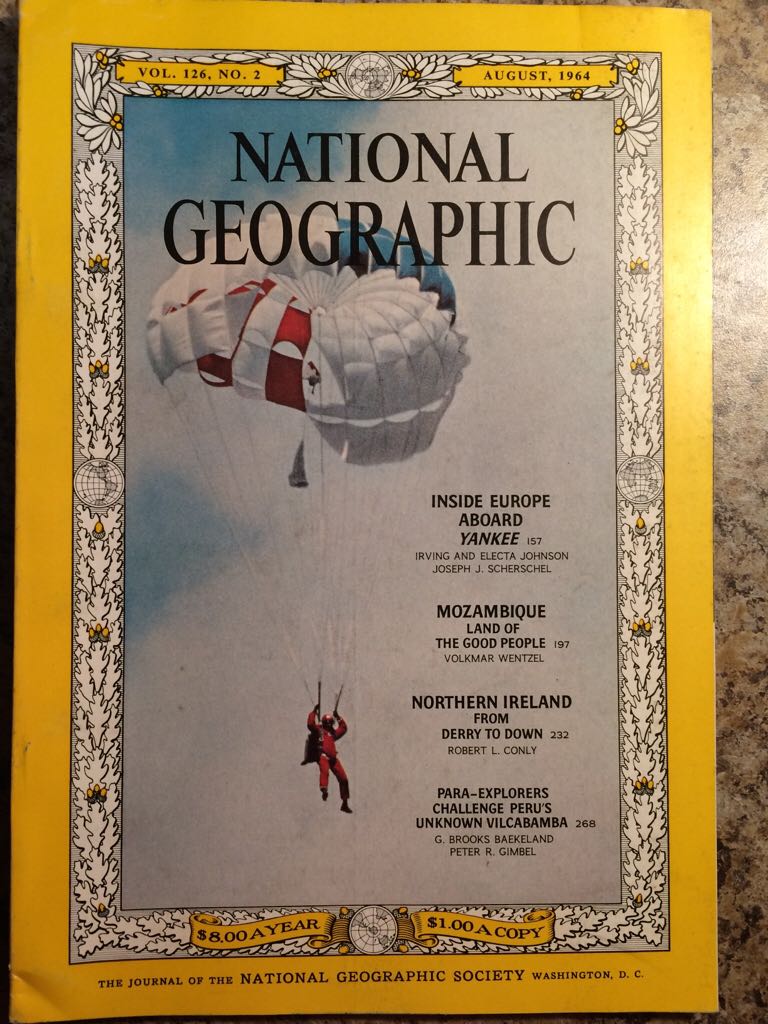 VOL. 126, NO. 2
AUGUST, 1964
NATIONAL
GEOGRAPHIC
INSIDE EUROPE
ABOARD
YANKEE 157
IRVING AND ELECTA JOHNSON
JOSEPH J. SCHERSCHEL
MOZAMBIQUE
LAND OF
THE GOOD PEOPLE 197
VOLKMAR WENTZEL
NORTHERN IRELAND
FROM
DERRY TO DOWN 232
ROBERT L. CONLY
PARA-EXPLORERS
CHALLENGE PERU'S
UNKNOWN VILCABAMBA 268
G. BROOKS BAEKELAND
PETER R. GIMBEL
$8.00 A YEAR
$1.00 A COPY
THE JOURNAL OF THE NATIONAL GEOGRAPHIC SOCIETY WASHINGTON, D. C.